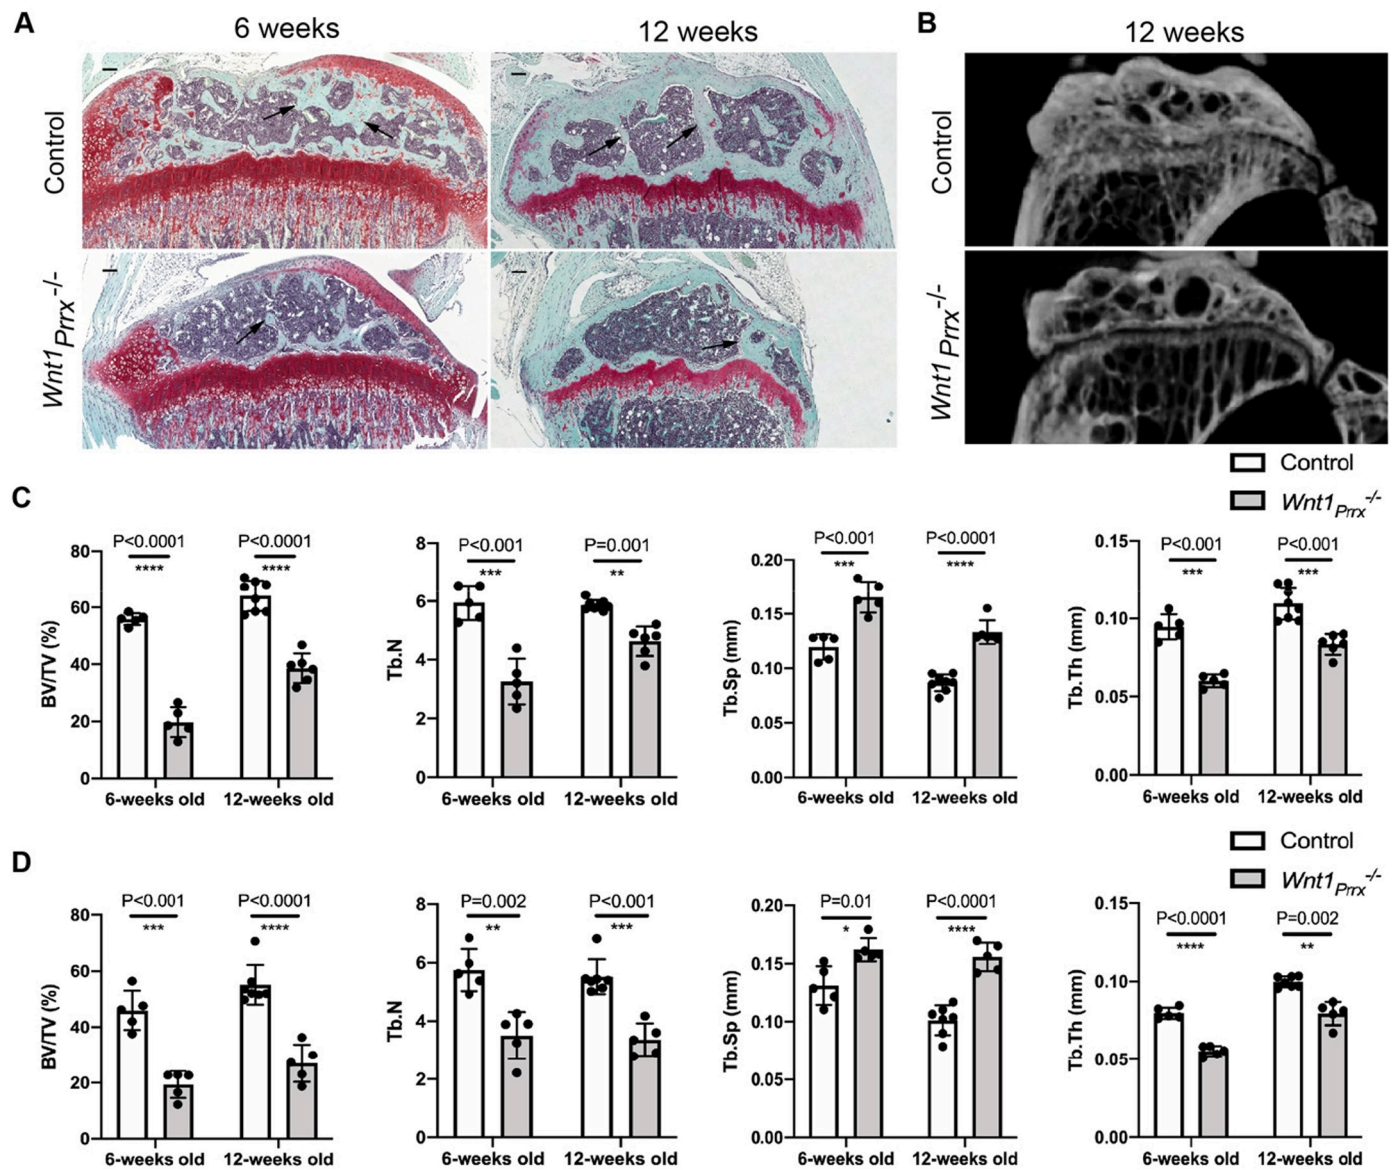 A
6 weeks
12 weeks
B
12 weeks
Control
Control
Wnt1Prrx-/-
Wnt1Prrx-/-
Control
Wnt1Prrx-/-
C
P<0.0001
****
P<0.0001
****
80
60
40
20
0
BV/TV (%)
6-weeks old
12-weeks old
P<0.001
***
P=0.001
**
8
6
4
2
0
Tb.N
6-weeks old
12-weeks old
P<0.001
***
P<0.0001
****
0.20
0.15
0.10
0.05
0.00
Tb.Sp (mm)
6-weeks old
12-weeks old
P<0.001
***
P<0.001
***
0.15
0.10
0.05
0.00
Tb.Th (mm)
6-weeks old
12-weeks old
Control
Wnt1Prrx-/-
D
P<0.001
***
P<0.0001
****
80
60
40
20
0
BV/TV (%)
6-weeks old
12-weeks old
P=0.002
**
P<0.001
***
8
6
4
2
0
Tb.N
6-weeks old
12-weeks old
P=0.01
*
P<0.0001
****
0.20
0.15
0.10
0.05
0.00
Tb.Sp (mm)
6-weeks old
12-weeks old
P<0.0001
****
P=0.002
**
0.15
0.10
0.05
0.00
Tb.Th (mm)
6-weeks old
12-weeks old